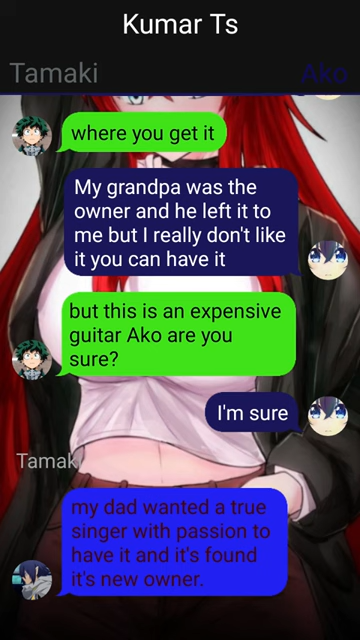 Kumar Ts
Tamaki
Ako
where you get it
My grandpa was the
owner and he left it to
me but I really don't like
it you can have it
but this is an expensive
guitar Ako are you
sure?
I'm sure
Tamaki
my dad wanted a true
singer with passion to
have it and it's found
it's new owner.